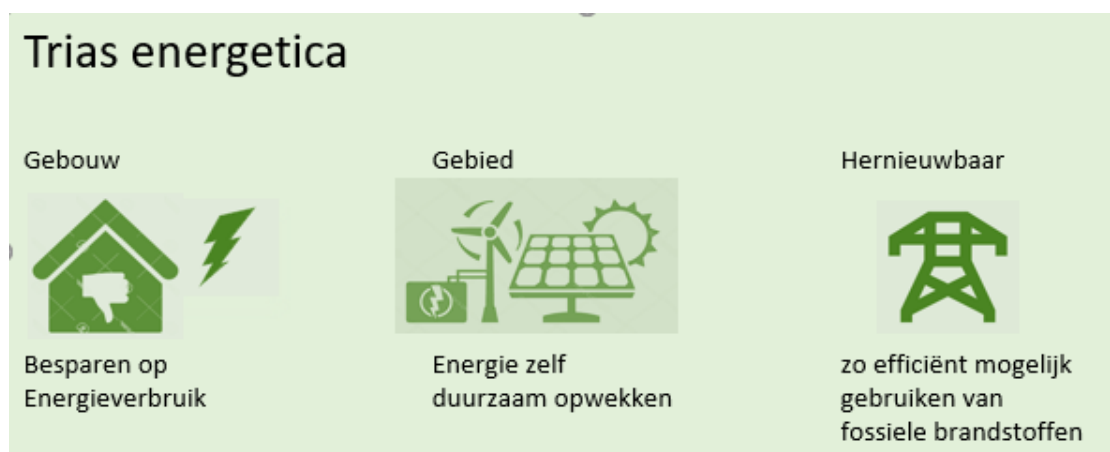 Trias energetica
Gebouw
Gebied
Hernieuwbaar
Besparen op
Energieverbruik
Energie zelf
duurzaam opwekken
zo efficiënt mogelijk
gebruiken van
fossiele brandstoffen